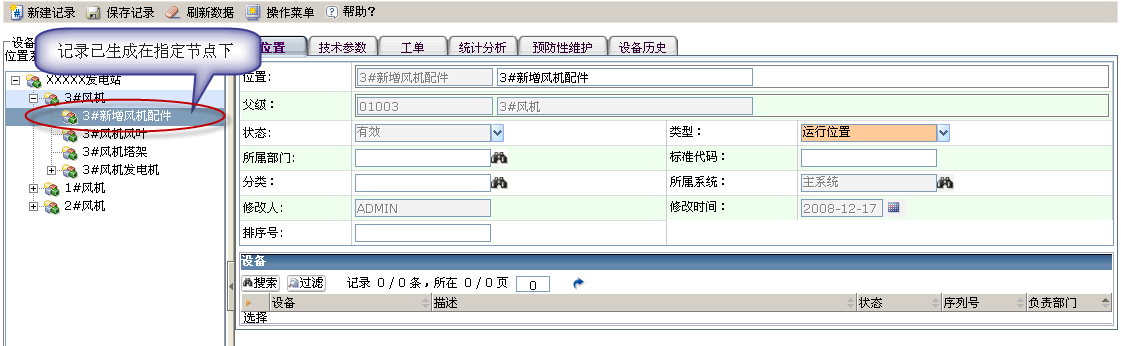 新建记录 保存记录 刷新数据 操作菜单 帮助?
设备
位置系
记录已生成在指定节点下
位置 技术参数 工单 统计分析 预防性维护 设备历史
XXXXX发电站
3#风机
3#新增风机配件
3#风机风叶
3#风机塔架
3#风机发电机
1#风机
2#风机
位置: 3#新增风机配件 3#新增风机配件
父级: 01003 3#风机
状态: 有效 类型: 运行位置
所属部门: 标准代码:
分类: 所属系统: 主系统
修改人: ADMIN 修改时间: 2008-12-17
排序号:
设备
搜索 过滤 记录 0 / 0 条,所在 0 / 0 页 0
设备 描述 状态 序列号 负责部门
选择